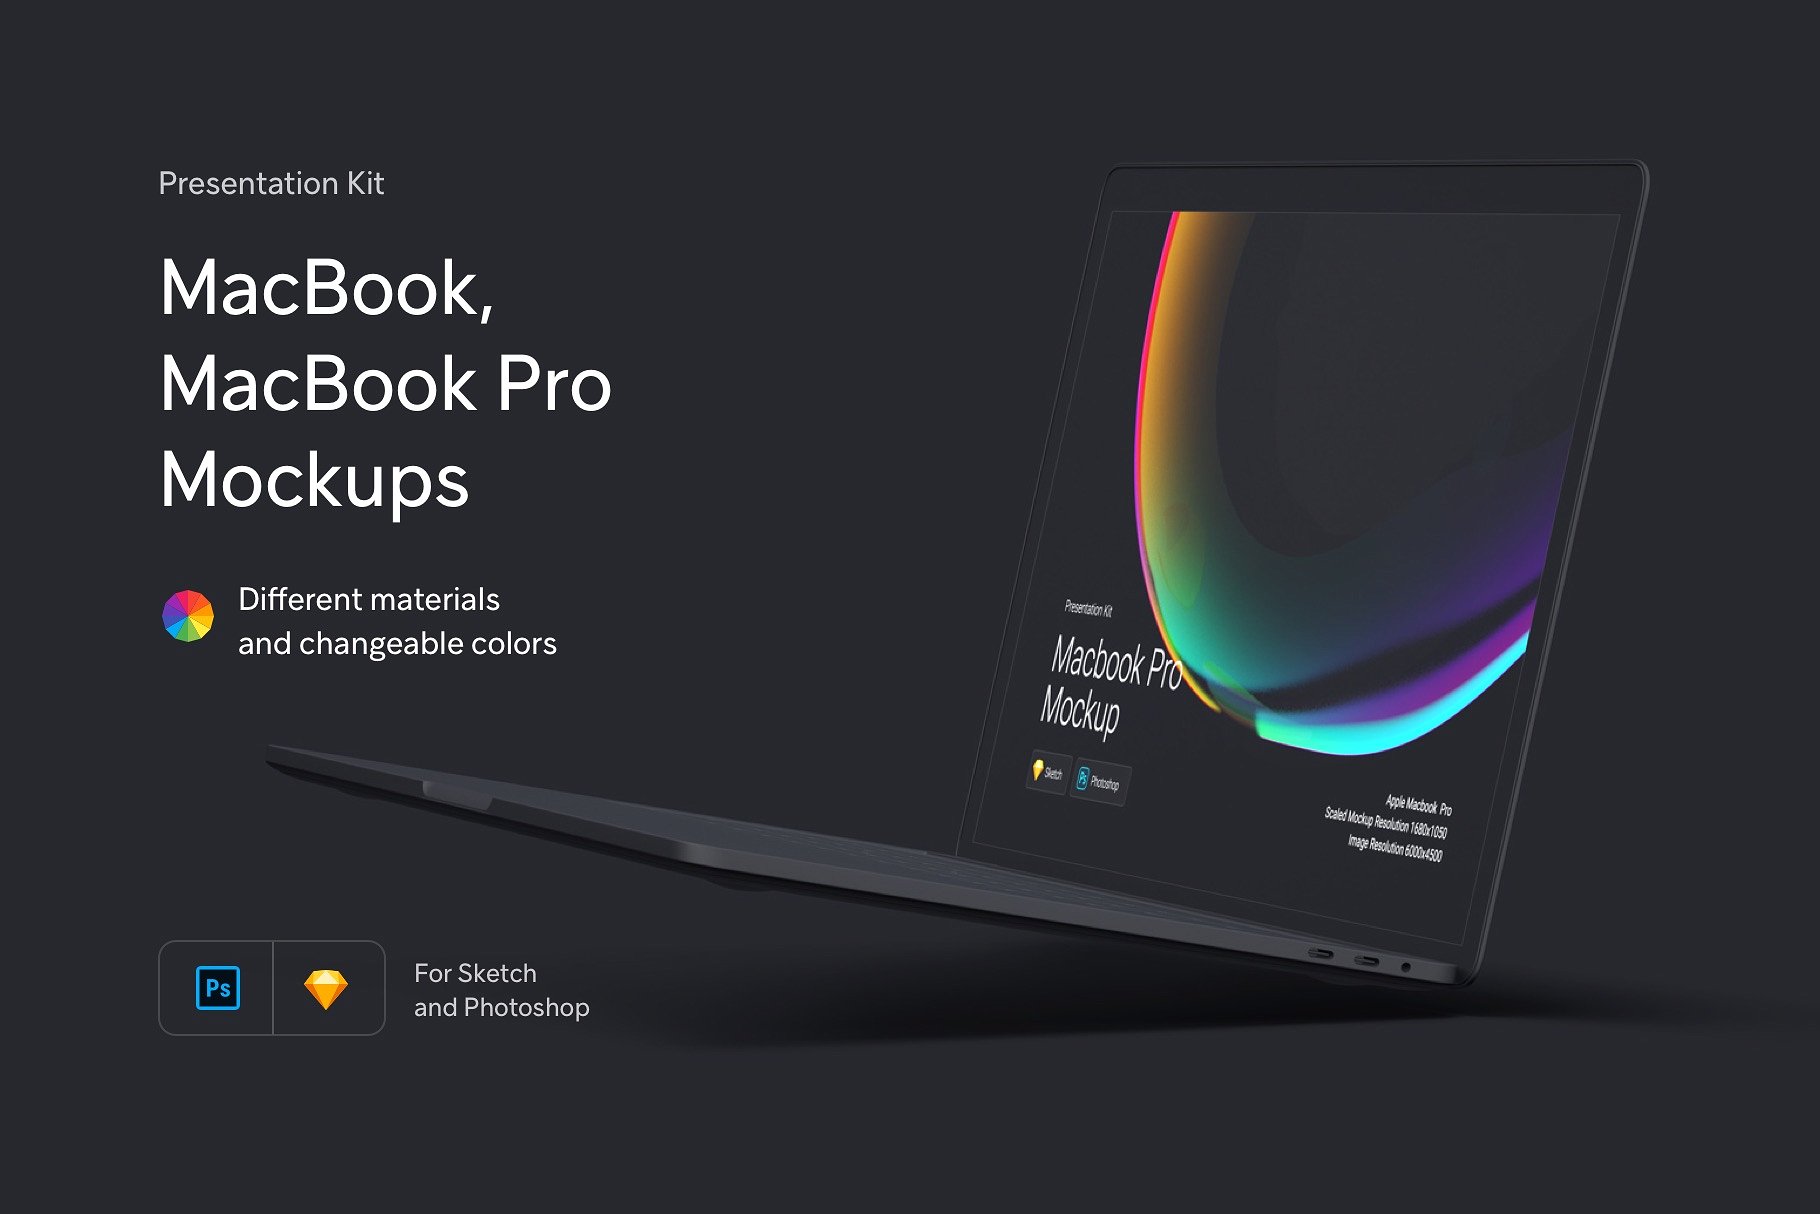 Presentation Kit
MacBook,
MacBook Pro
Mockups
Different materials
and changeable colors
Ps
For Sketch
and Photoshop
Presentation Kit
Macbook Pro
Mockup
Sketch
Ps
Photoshop
Apple Macbook Pro
Scaled Mockup Resolution 1680x1050
Image Resolution 6000x4500